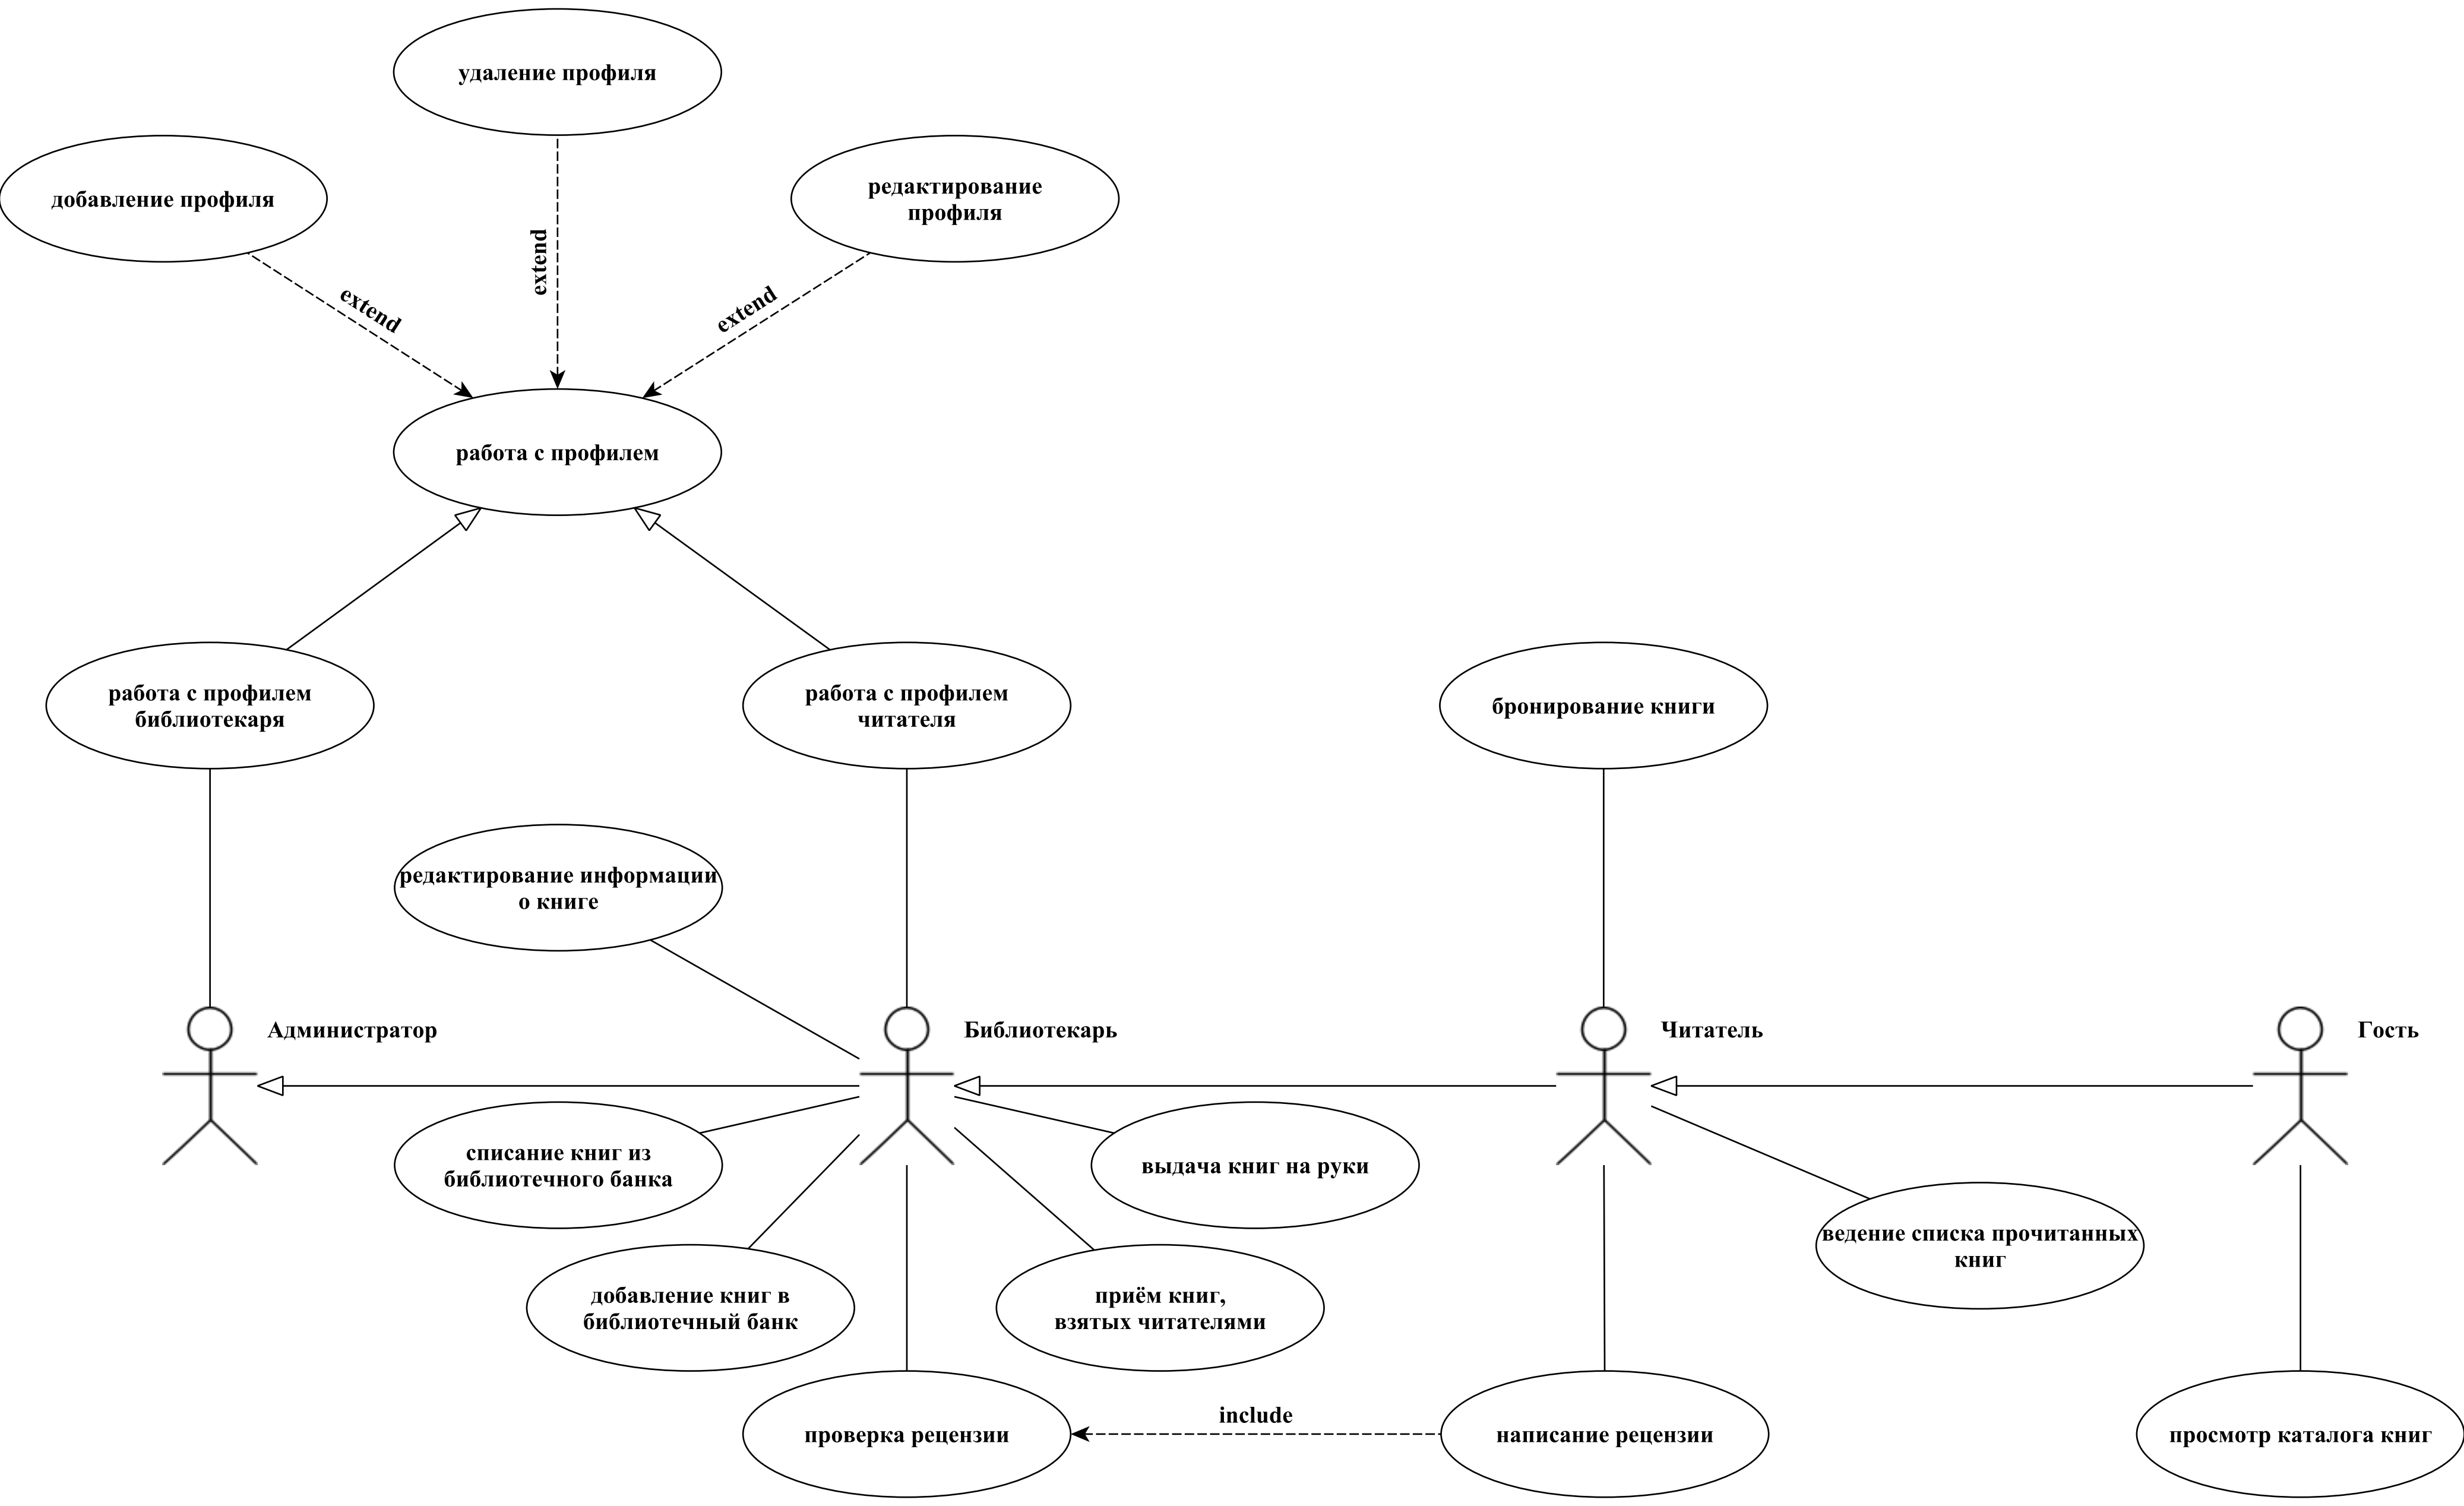 удаление профиля
добавление профиля
редактирование
профиля
extend
extend
extend
работа с профилем
работа с профилем
библиотекаря
работа с профилем
читателя
бронирование книги
редактирование информации
о книге
Администратор
Библиотекарь
Читатель
Гость
списание книг из
библиотечного банка
выдача книг на руки
ведение списка прочитанных
книг
добавление книг в
библиотечный банк
приём книг,
взятых читателями
include
проверка рецензии
написание рецензии
просмотр каталога книг